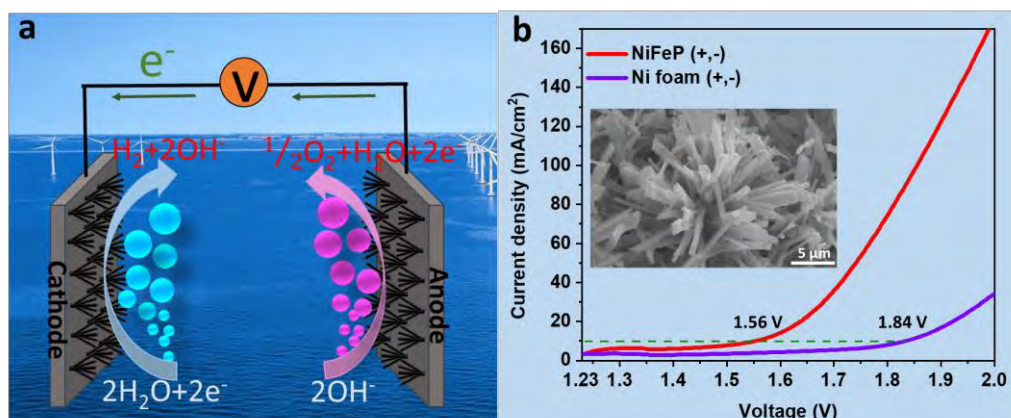 a
e⁻
V
H₂+2OH⁻
¹/₂O₂+H₂O+2e⁻
Cathode
Anode
2H₂O+2e⁻
2OH⁻
b
Current density (mA/cm²)
160
140
120
100
80
60
40
20
0
NiFeP (+,-)
Ni foam (+,-)
5 µm
1.56 V
1.84 V
1.23 1.3 1.4 1.5 1.6 1.7 1.8 1.9 2.0
Voltage (V)